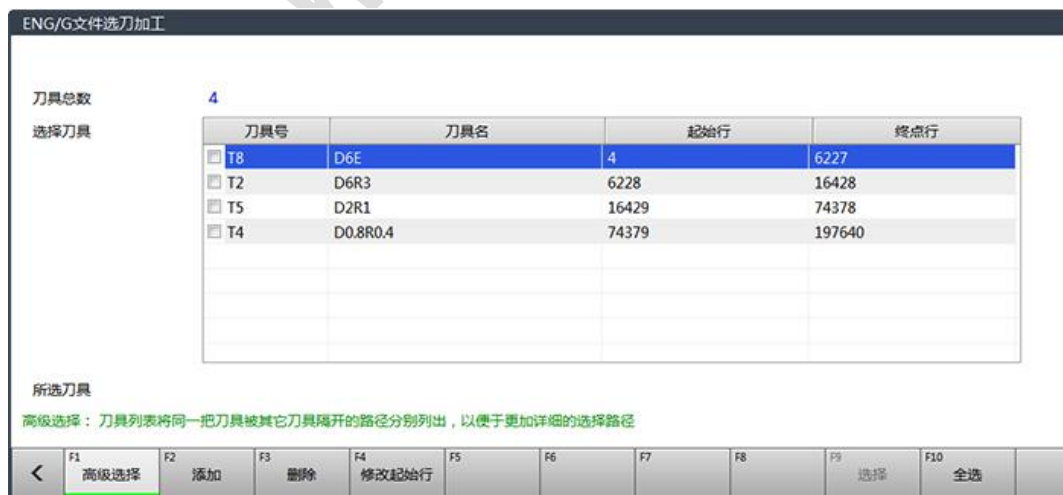 ENG/G文件选刀加工
刀具总数 4
选择刀具 刀具号 刀具名 起始行 终点行
T8 D6E 4 6227
T2 D6R3 6228 16428
T5 D2R1 16429 74378
T4 D0.8R0.4 74379 197640
所选刀具
高级选择：刀具列表将同一把刀具被其它刀具隔开的路径分别列出，以便于更加详细的选择路径
F1 F2 F3 F4 F5 F6 F7 F8 F9 F10
< 高级选择 添加 删除 修改起始行 选择 全选